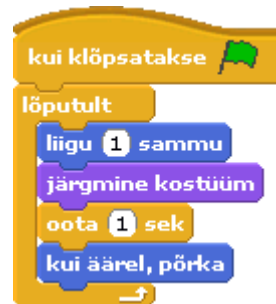 kui klõpsatakse
lõputult
liigu 1 sammu
järgmine kostüüm
oota 1 sek
kui äärel, põrka